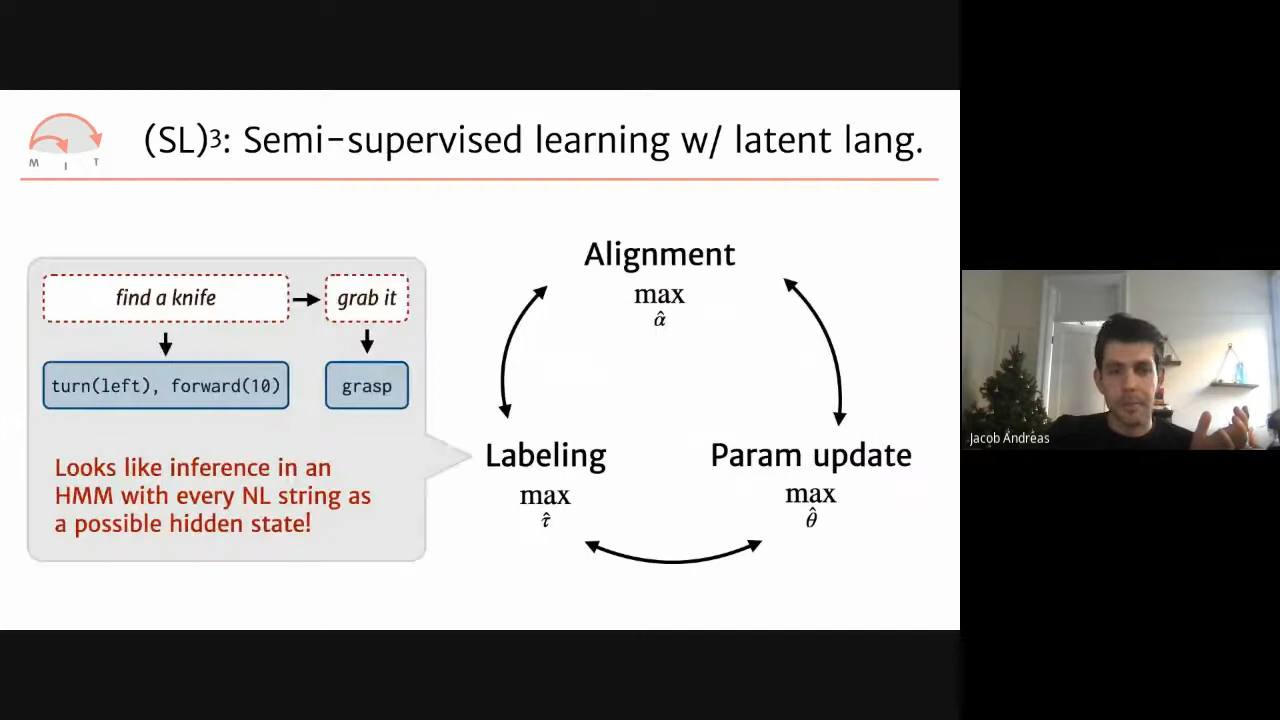 (SL)³: Semi-supervised learning w/ latent lang.
M I T
find a knife
grab it
turn(left), forward(10)
grasp
Looks like inference in an
HMM with every NL string as
a possible hidden state!
Alignment
max
α̂
Labeling
max
τ̂
Param update
max
θ̂
Jacob Andreas